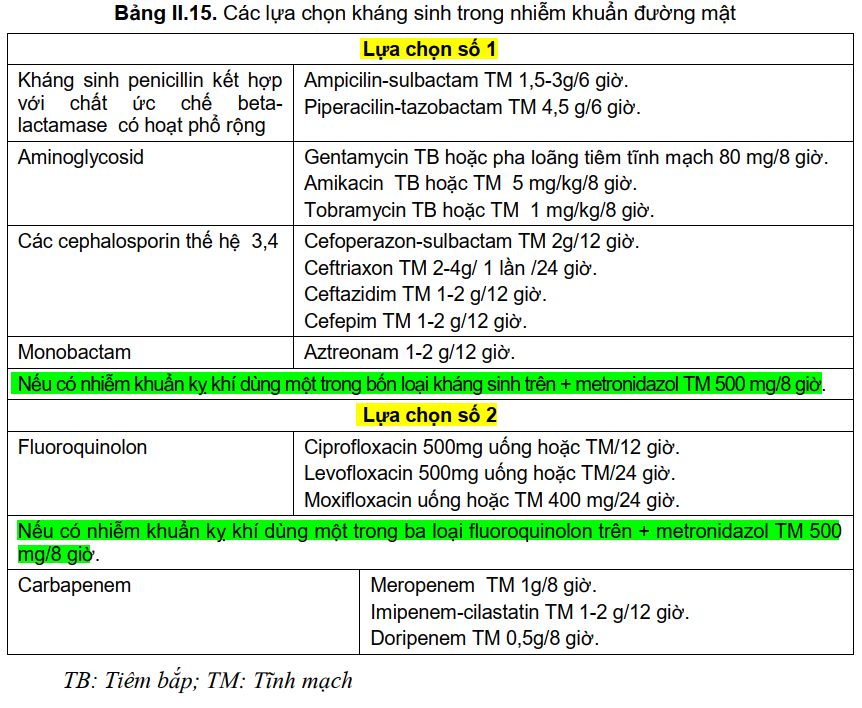 Bảng II.15. Các lựa chọn kháng sinh trong nhiễm khuẩn đường mật
Lựa chọn số 1
Kháng sinh penicillin kết hợp
với chất ức chế beta-
lactamase có hoạt phổ rộng
Ampicilin-sulbactam TM 1,5-3g/6 giờ.
Piperacilin-tazobactam TM 4,5 g/6 giờ.
Aminoglycosid
Gentamycin TB hoặc pha loãng tiêm tĩnh mạch 80 mg/8 giờ.
Amikacin TB hoặc TM 5 mg/kg/8 giờ.
Tobramycin TB hoặc TM 1 mg/kg/8 giờ.
Các cephalosporin thế hệ 3,4
Cefoperazon-sulbactam TM 2g/12 giờ.
Ceftriaxon TM 2-4g/ 1 lần /24 giờ.
Ceftazidim TM 1-2 g/12 giờ.
Cefepim TM 1-2 g/12 giờ.
Monobactam
Aztreonam 1-2 g/12 giờ.
Nếu có nhiễm khuẩn kỵ khí dùng một trong bốn loại kháng sinh trên + metronidazol TM 500 mg/8 giờ.
Lựa chọn số 2
Fluoroquinolon
Ciprofloxacin 500mg uống hoặc TM/12 giờ.
Levofloxacin 500mg uống hoặc TM/24 giờ.
Moxifloxacin uống hoặc TM 400 mg/24 giờ.
Nếu có nhiễm khuẩn kỵ khí dùng một trong ba loại fluoroquinolon trên + metronidazol TM 500
mg/8 giờ.
Carbapenem
Meropenem TM 1g/8 giờ.
Imipenem-cilastatin TM 1-2 g/12 giờ.
Doripenem TM 0,5g/8 giờ.
TB: Tiêm bắp; TM: Tĩnh mạch